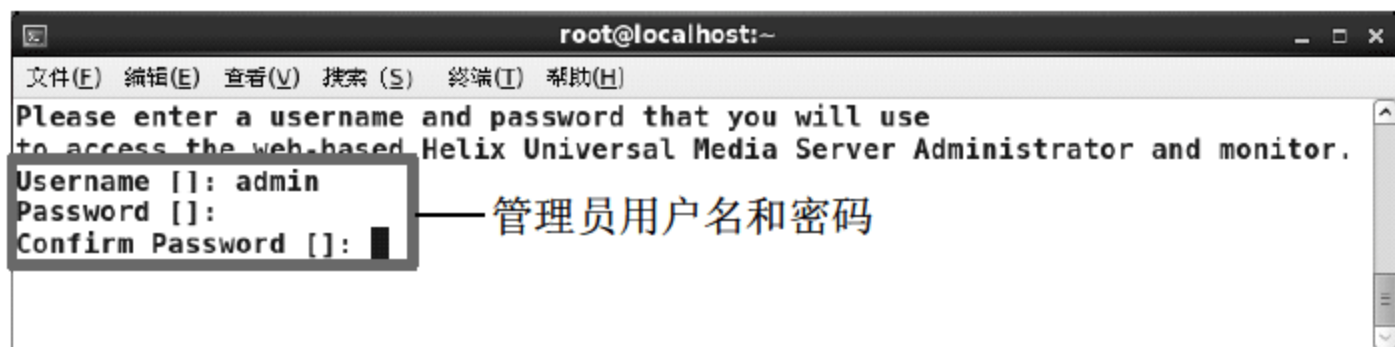 root@localhost:~
文件(F) 编辑(E) 查看(V) 搜索 (S) 终端(T) 帮助(H)
Please enter a username and password that you will use
to access the web-based Helix Universal Media Server Administrator and monitor.
Username []: admin
Password []:
Confirm Password []:
管理员用户名和密码